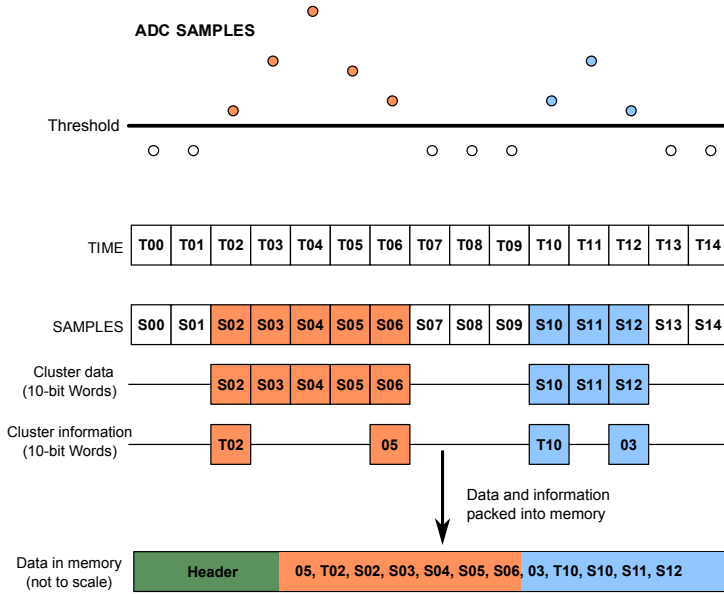 ADC SAMPLES
Threshold
TIME T00 T01 T02 T03 T04 T05 T06 T07 T08 T09 T10 T11 T12 T13 T14
SAMPLES S00 S01 S02 S03 S04 S05 S06 S07 S08 S09 S10 S11 S12 S13 S14
Cluster data
(10-bit Words)
S02 S03 S04 S05 S06 S10 S11 S12
Cluster information
(10-bit Words)
T02 05 T10 03
Data and information
packed into memory
Data in memory
(not to scale)
Header 05, T02, S02, S03, S04, S05, S06, 03, T10, S10, S11, S12